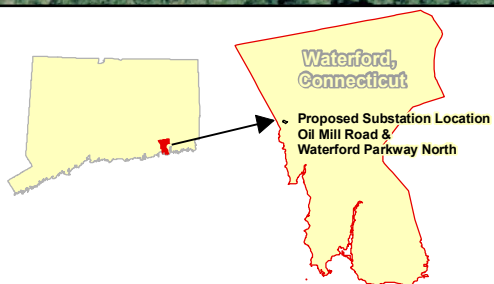 Waterford,
Connecticut
Proposed Substation Location
Oil Mill Road &
Waterford Parkway North